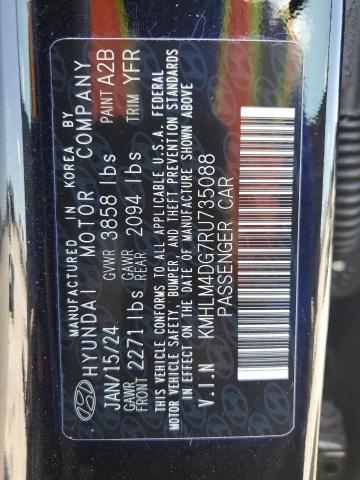 MANUFACTURED IN KOREA BY
HYUNDAI MOTOR COMPANY
JAN/15/24 GVWR 3858 lbs PAINT A2B
GAWR FRONT 2271 lbs GAWR REAR 2094 lbs TRIM YFR
THIS VEHICLE CONFORMS TO ALL APPLICABLE U.S.A. FEDERAL
MOTOR VEHICLE SAFETY, BUMPER, AND THEFT PREVENTION STANDARDS
IN EFFECT ON THE DATE OF MANUFACTURE SHOWN ABOVE
V.I.N KMHLM4DG7RU735088
PASSENGER CAR